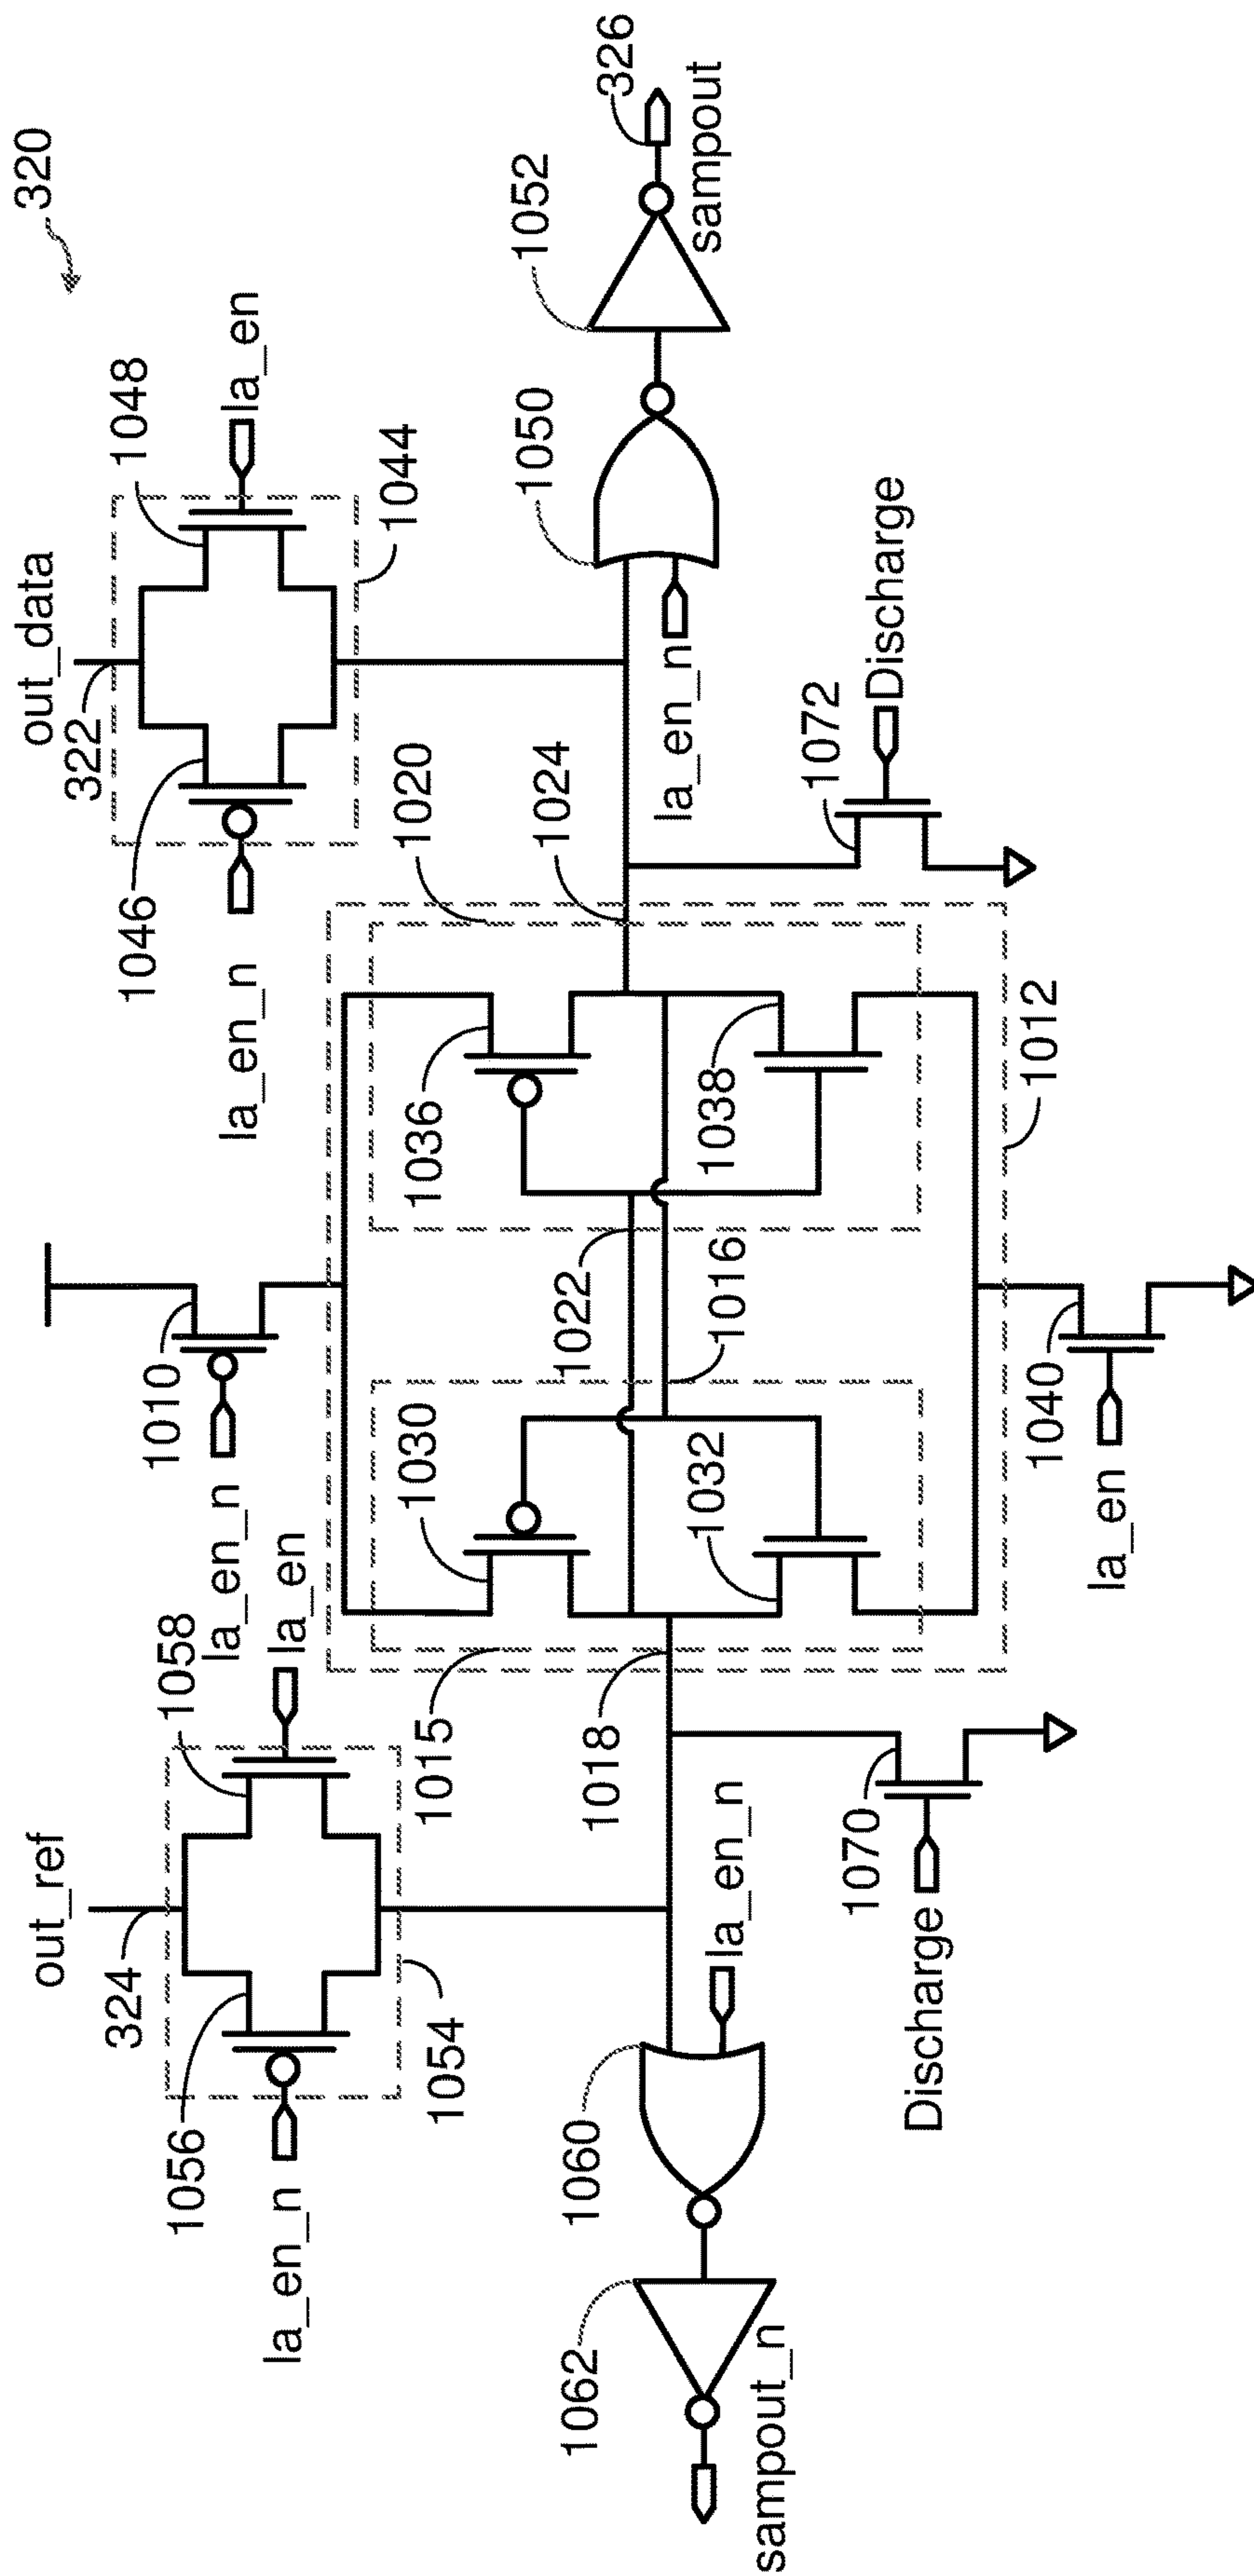 320
out_data
out_ref
322
324
1048
la_en
1046
la_en_n
1044
1010
la_en_n
1058
la_en
1056
la_en_n
1054
1020
1030
1036
1015
1052
1050
1024
326
sampout
1022
1018
1016
1060
1062
la_en_n
la_en_n
1032
1038
sampout_n
1072
Discharge
1070
Discharge
1012
1040
la_en